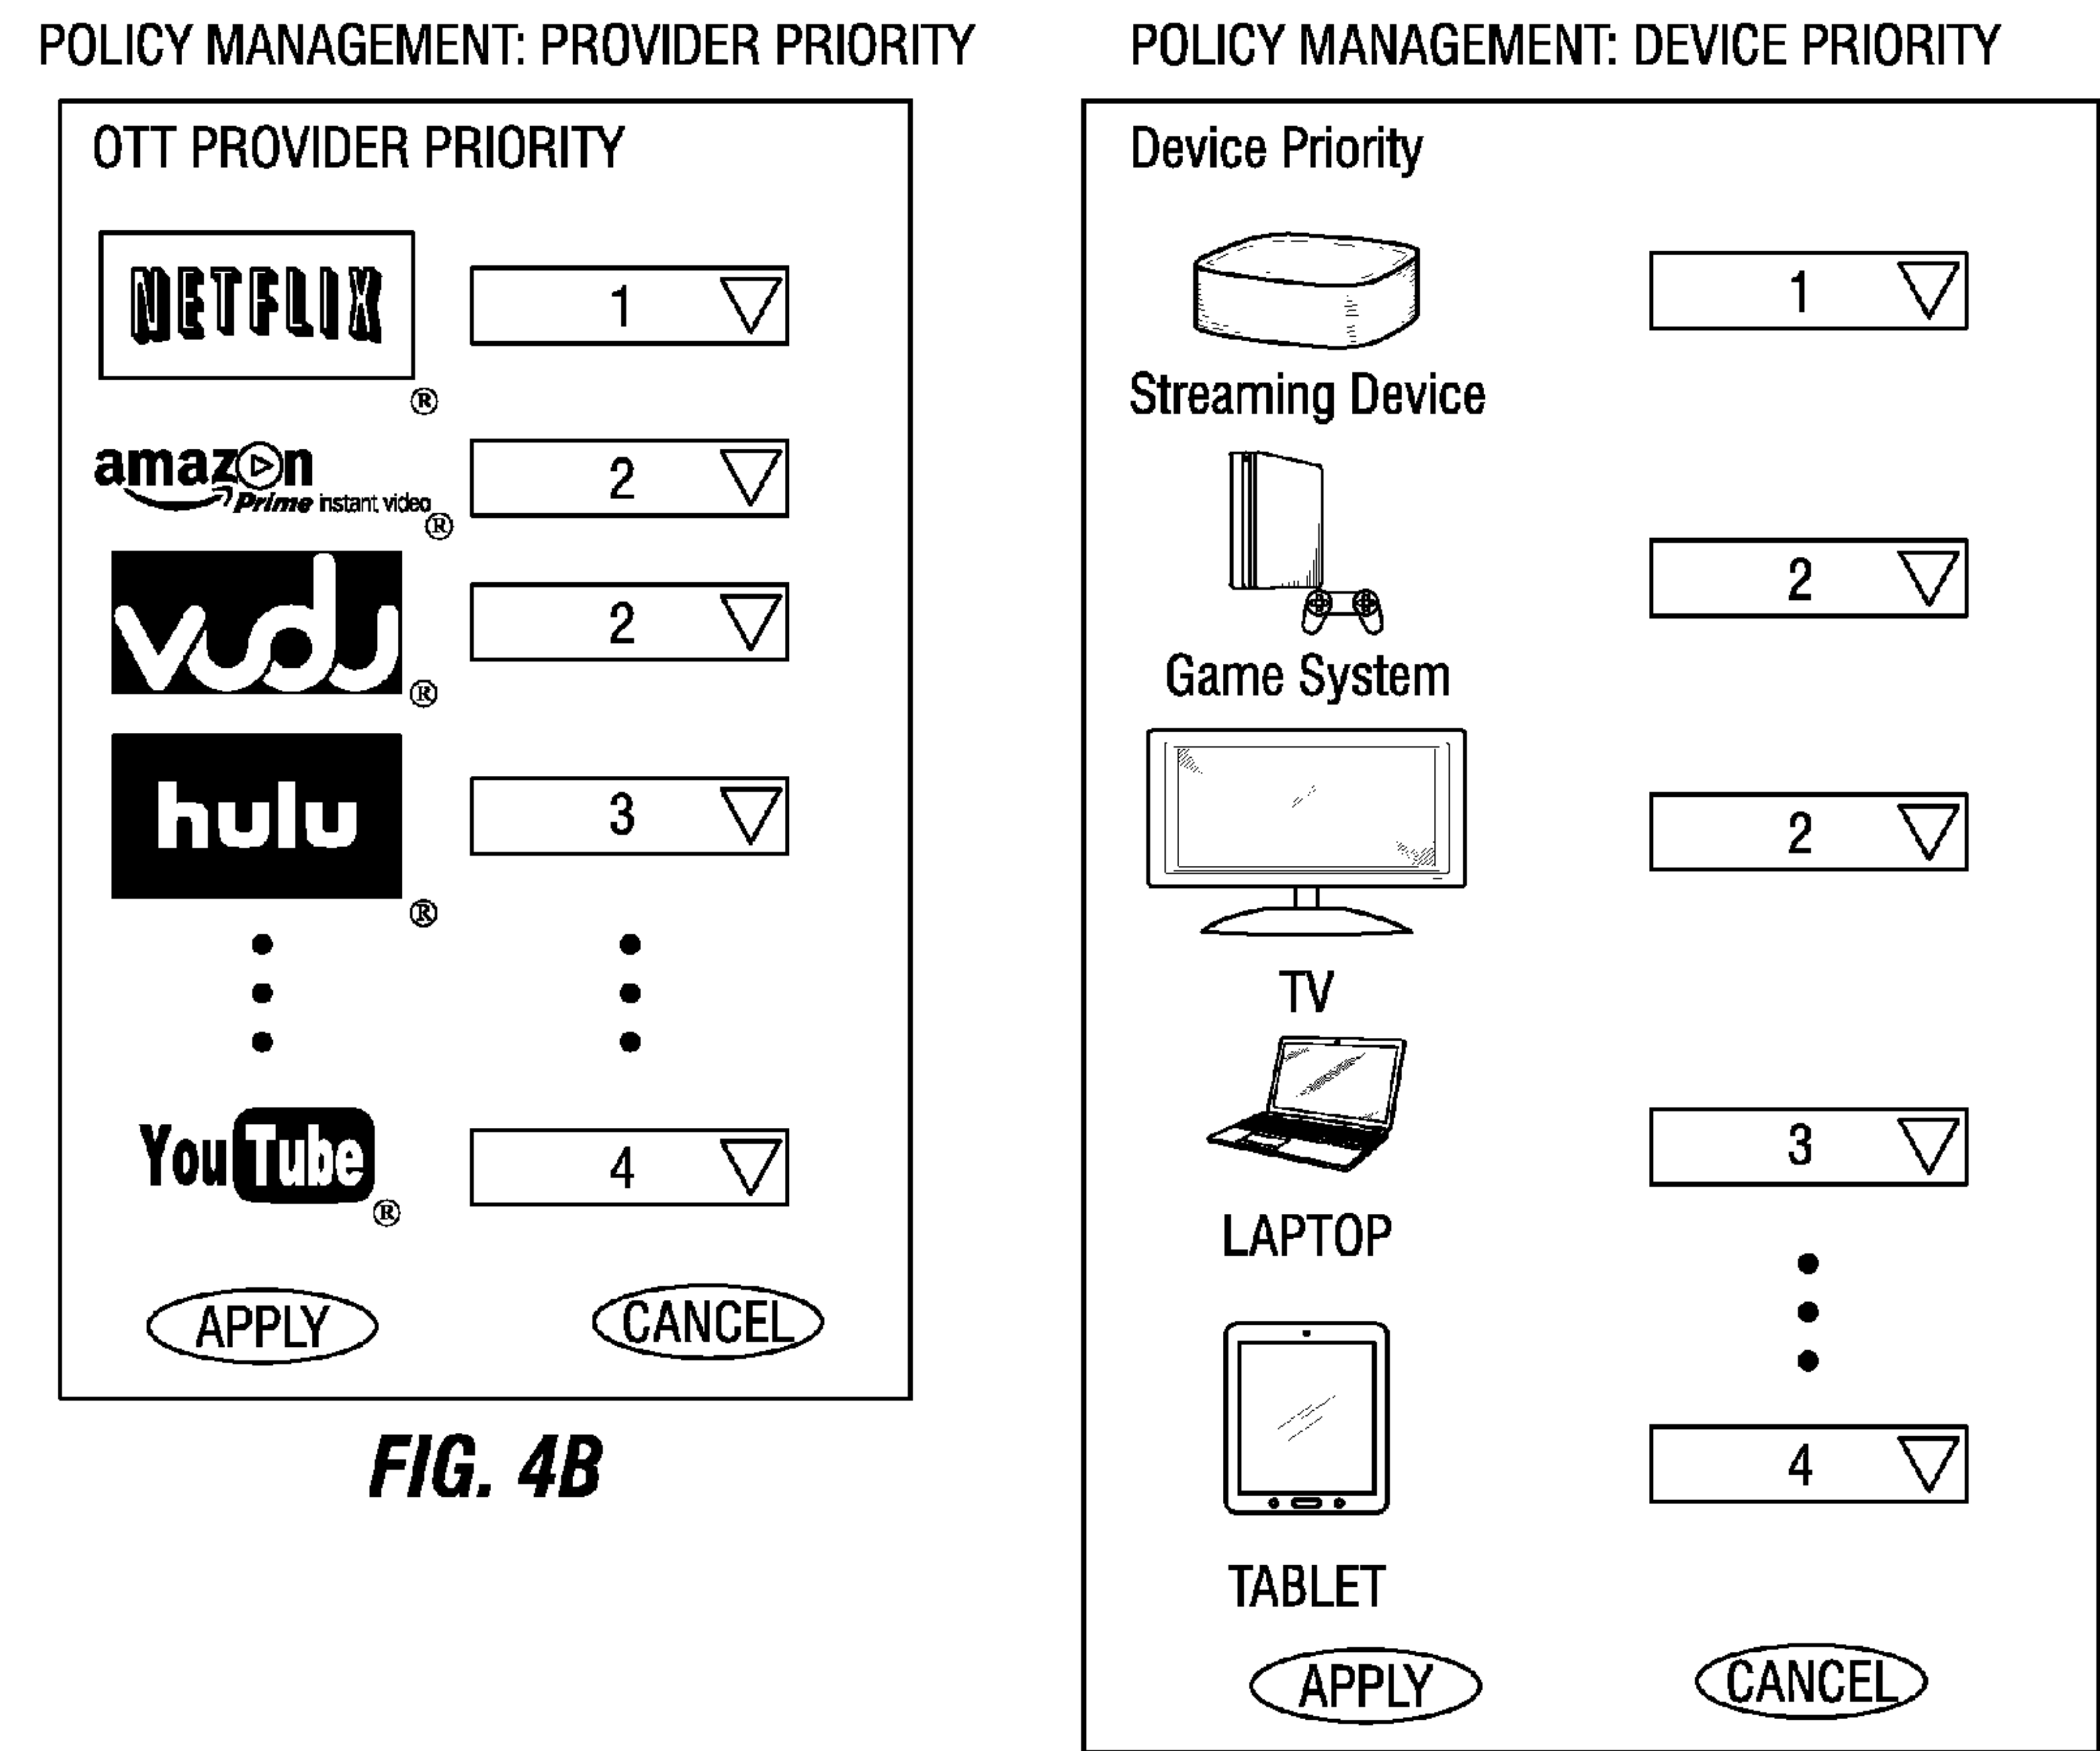 POLICY MANAGEMENT: PROVIDER PRIORITY
OTT PROVIDER PRIORITY
NETFLIX
®
1
amazon
Prime instant video
®
2
vudu
®
2
hulu
®
3
YouTube
®
4
APPLY
CANCEL
FIG. 4B
POLICY MANAGEMENT: DEVICE PRIORITY
Device Priority
1
Streaming Device
2
Game System
2
TV
3
LAPTOP
4
TABLET
APPLY
CANCEL